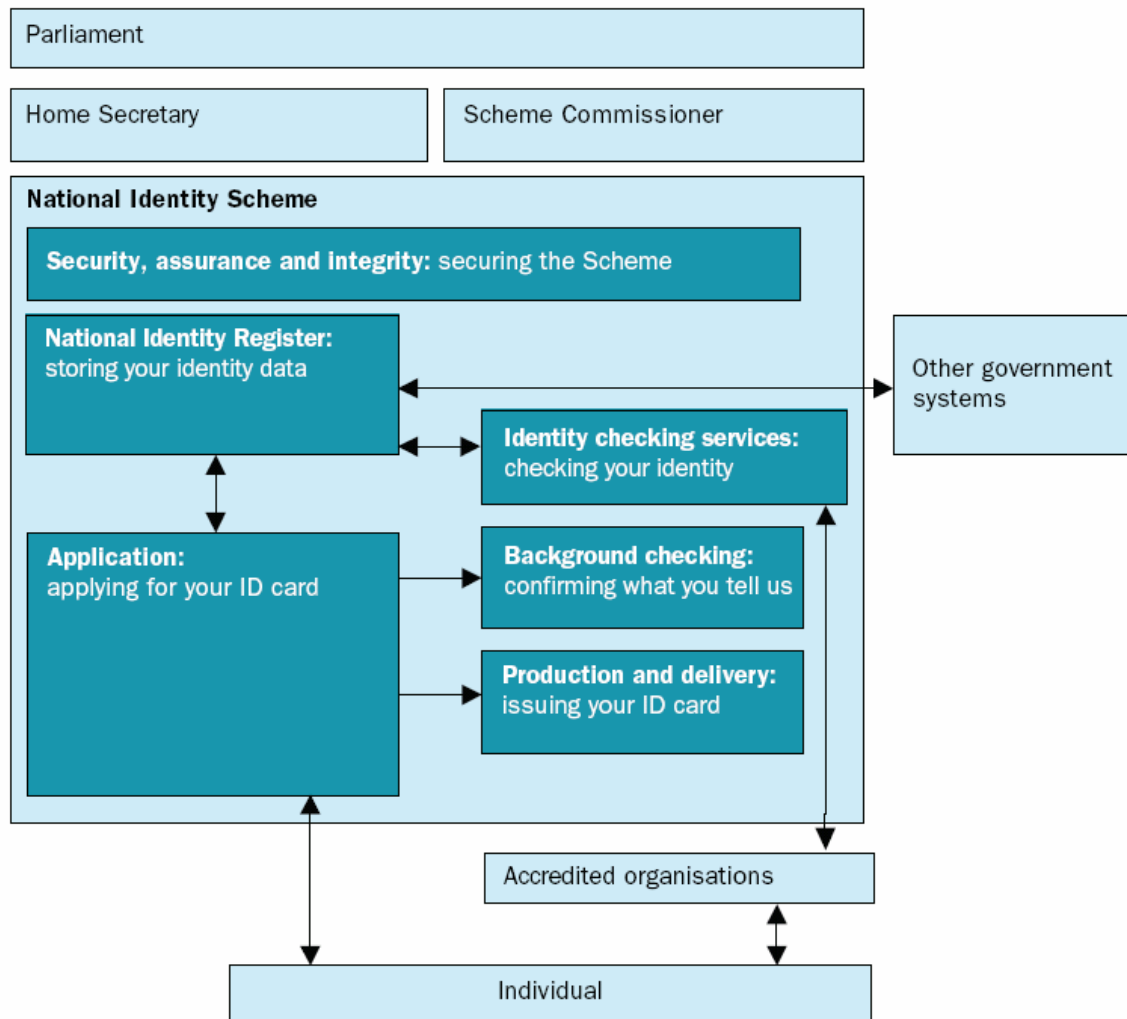 Parliament
Home Secretary
Scheme Commissioner
National Identity Scheme
Security, assurance and integrity: securing the Scheme
National Identity Register:
storing your identity data
Other government
systems
Identity checking services:
checking your identity
Application:
applying for your ID card
Background checking:
confirming what you tell us
Production and delivery:
issuing your ID card
Accredited organisations
Individual